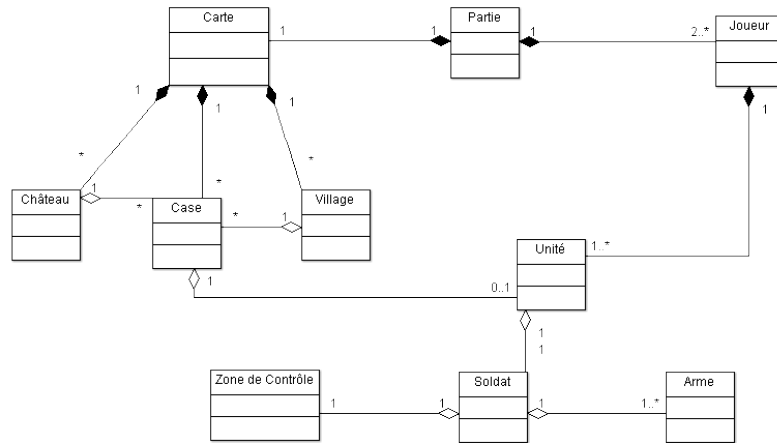 Carte
Partie
Joueur
1
1
1
2..*
1
1
1
1
*
*
*
Château
1
*
Case
*
1
Village
1
0..1
Unité
1..*
1
1
Zone de Contrôle
1
1
Soldat
1
1..*
Arme